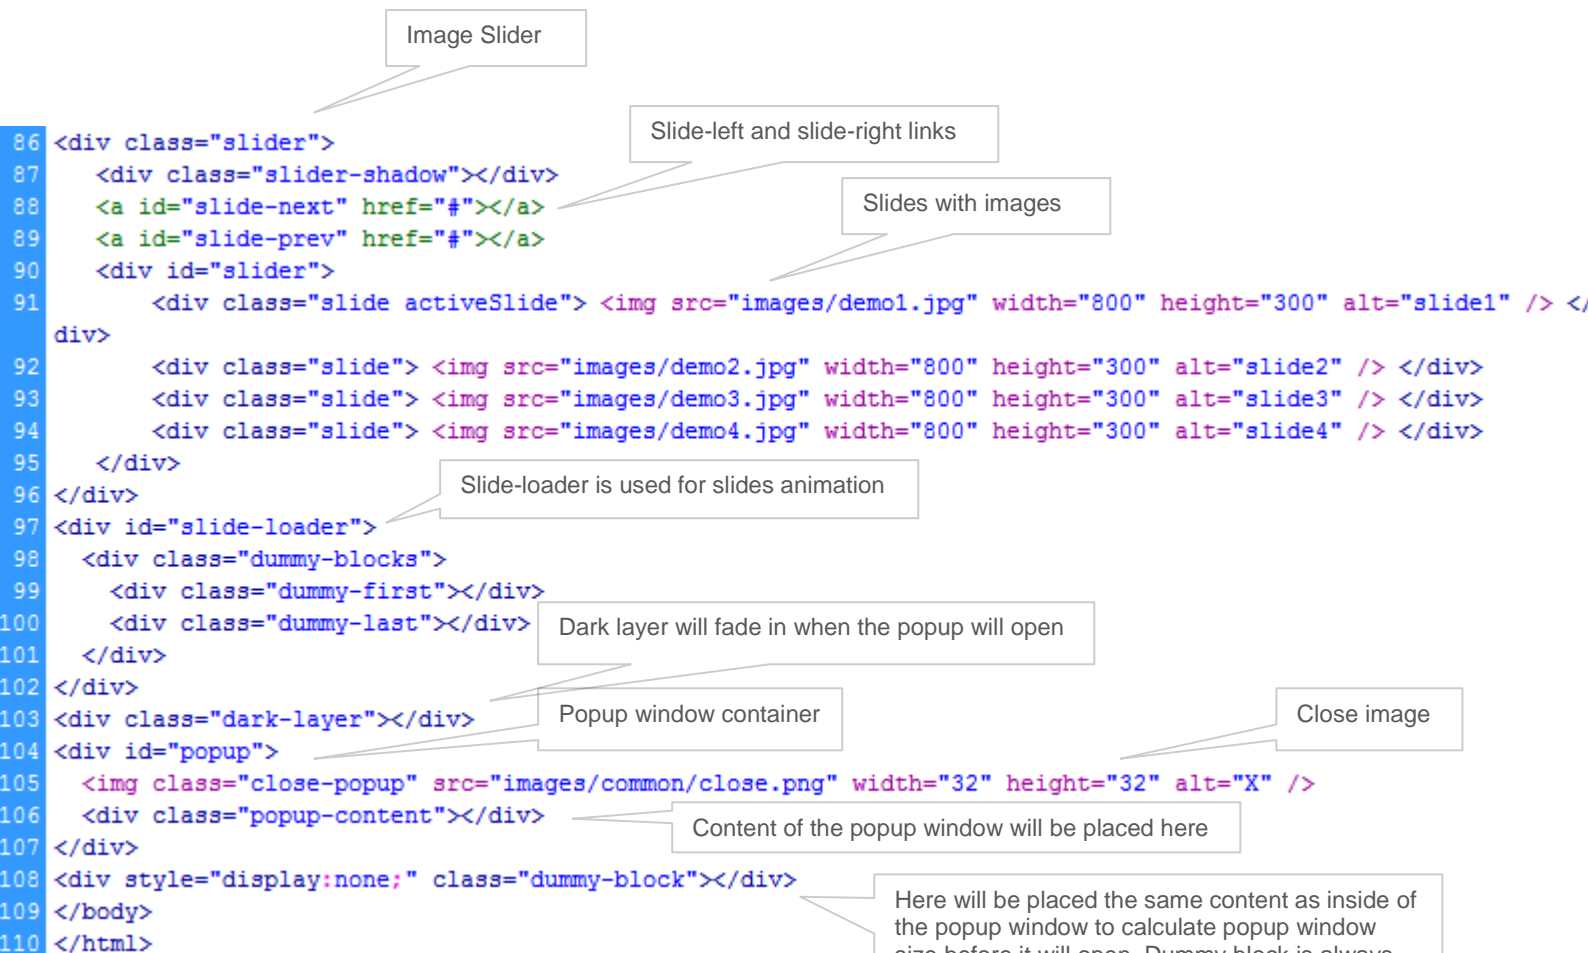 Image Slider
Slide-left and slide-right links
Slides with images
86 <div class="slider">
87 <div class="slider-shadow"></div>
88 <a id="slide-next" href="#"></a>
89 <a id="slide-prev" href="#"></a>
90 <div id="slider">
91 <div class="slide activeSlide"> <img src="images/demo1.jpg" width="800" height="300" alt="slide1" /> </
div>
92 <div class="slide"> <img src="images/demo2.jpg" width="800" height="300" alt="slide2" /> </div>
93 <div class="slide"> <img src="images/demo3.jpg" width="800" height="300" alt="slide3" /> </div>
94 <div class="slide"> <img src="images/demo4.jpg" width="800" height="300" alt="slide4" /> </div>
95 </div>
96 </div>
Slide-loader is used for slides animation
97 <div id="slide-loader">
98 <div class="dummy-blocks">
99 <div class="dummy-first"></div>
100 <div class="dummy-last"></div>
101 </div>
102 </div>
Dark layer will fade in when the popup will open
103 <div class="dark-layer"></div>
Popup window container
Close image
104 <div id="popup">
105 <img class="close-popup" src="images/common/close.png" width="32" height="32" alt="X" />
106 <div class="popup-content"></div>
Content of the popup window will be placed here
107 </div>
108 <div style="display:none;" class="dummy-block"></div>
109 </body>
110 </html>
Here will be placed the same content as inside of
the popup window to calculate popup window
size before it will open. Dummy block is always